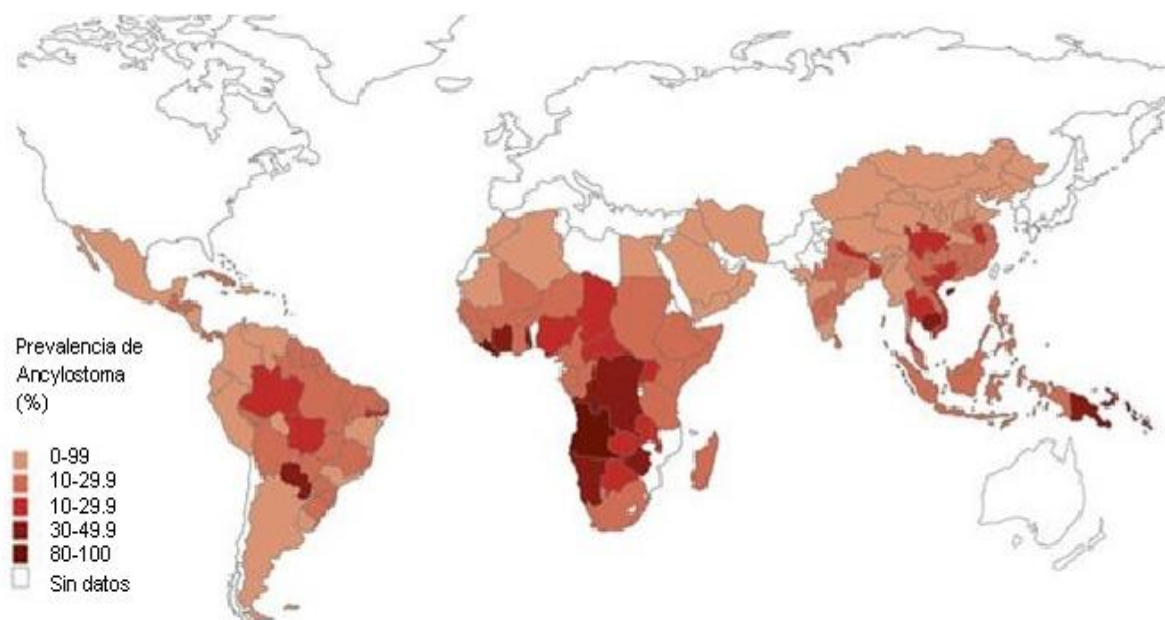 Prevalencia de
Ancylostoma
(%)
0-99
10-29.9
10-29.9
30-49.9
80-100
Sin datos